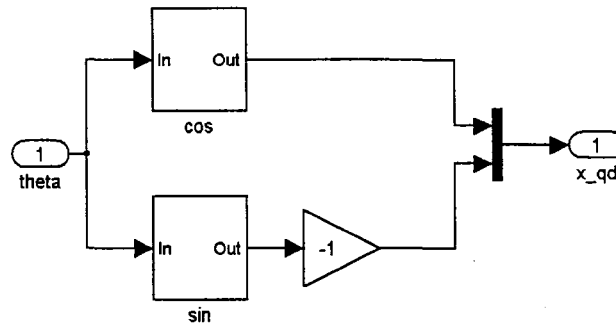 In Out
cos
1
theta
1
x_qd
In Out
-1
sin